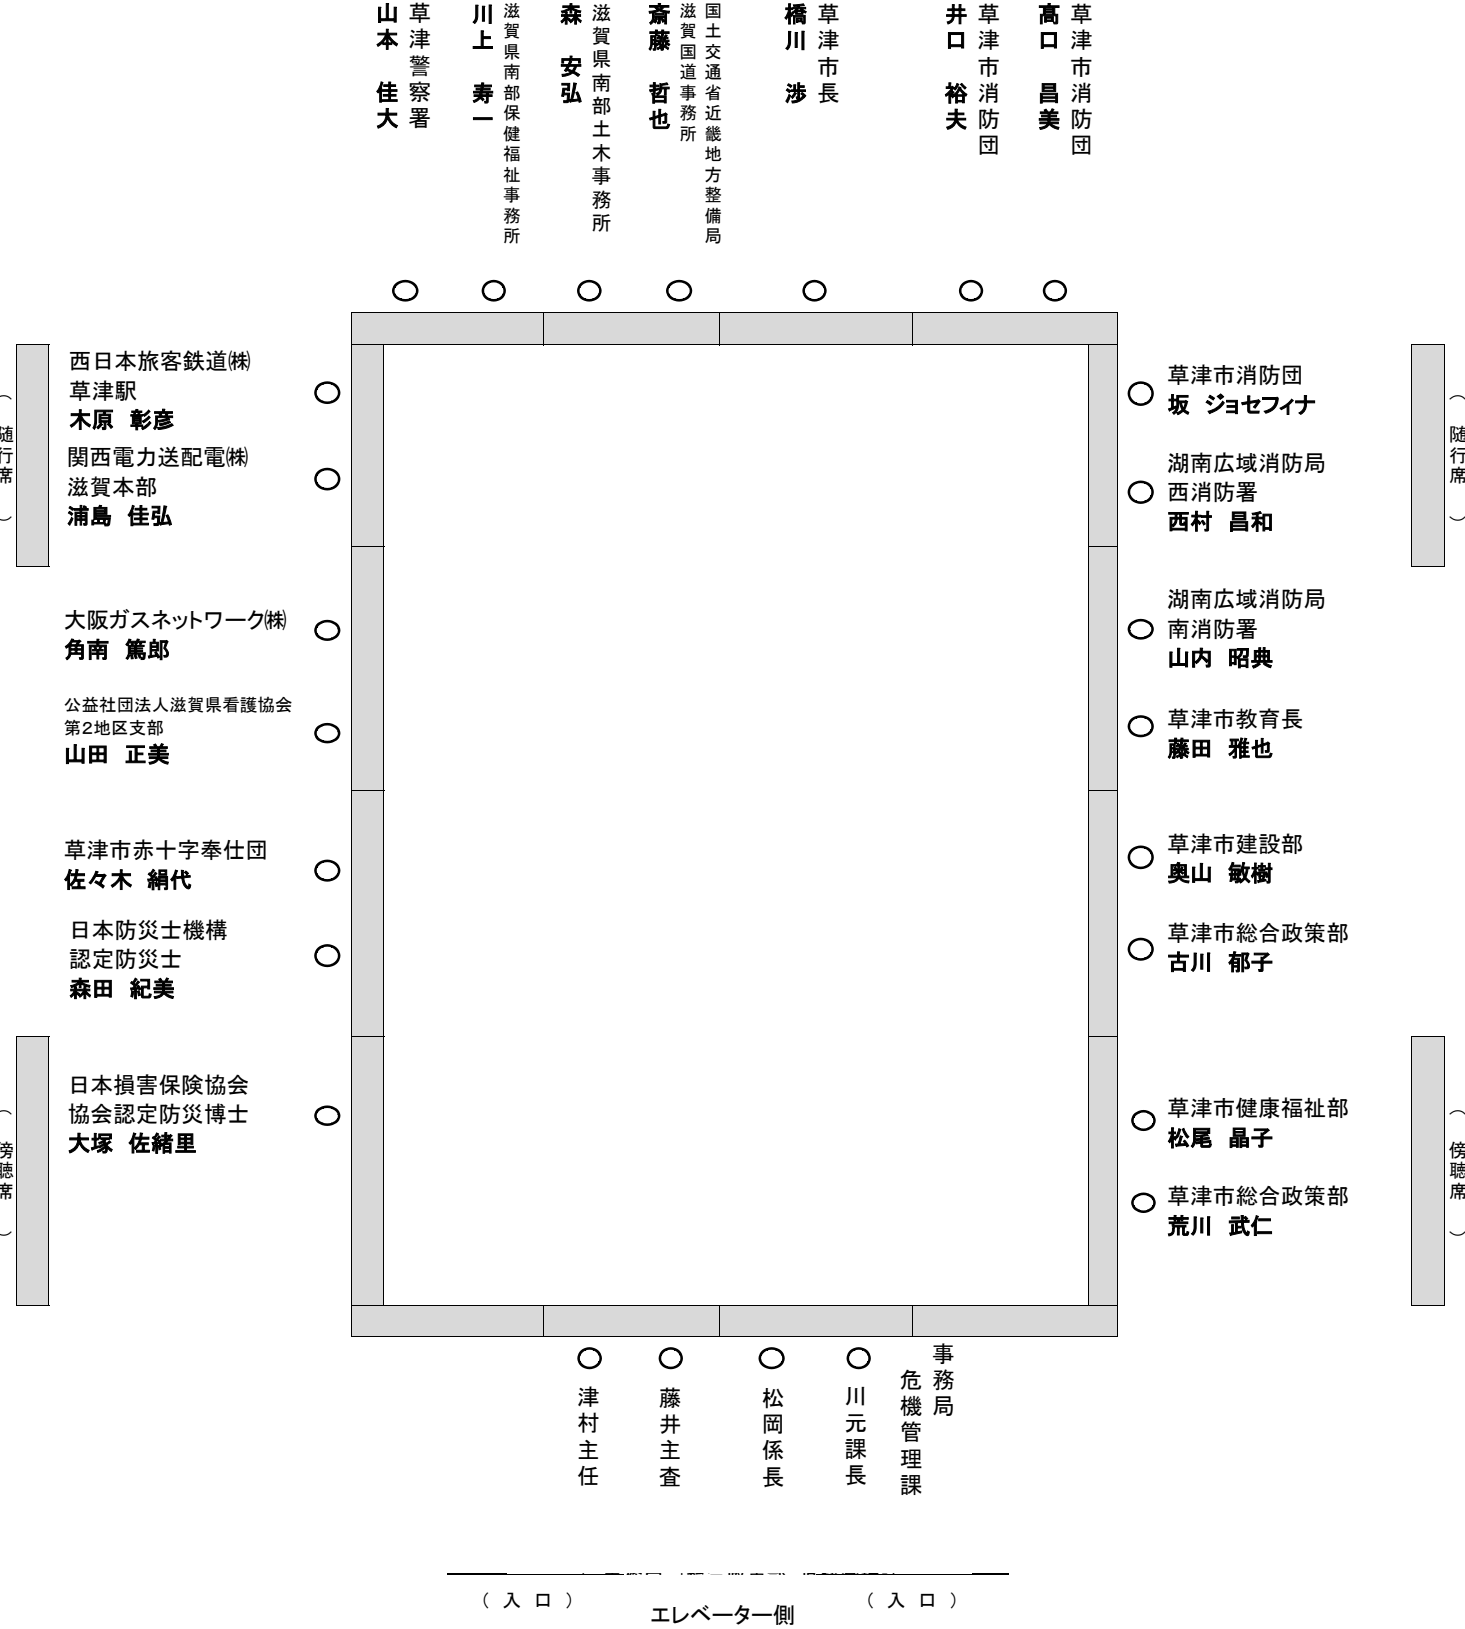 草津市消防団
髙口　昌美
草津市消防団
井口　裕夫
草津市長
橋川　渉
国土交通省近畿地方整備局
滋賀国道事務所
斎藤　哲也
滋賀県南部土木事務所
森　安弘
滋賀県南部保健福祉事務所
川上　寿一
草津警察署
山本　佳大
西日本旅客鉄道㈱
草津駅
木原　彰彦
関西電力送配電㈱
滋賀本部
浦島　佳弘
大阪ガスネットワーク㈱
角南　篤郎
公益社団法人滋賀県看護協会
第２地区支部
山田　正美
草津市赤十字奉仕団
佐々木　絹代
日本防災士機構
認定防災士
森田　紀美
日本損害保険協会
協会認定防災博士
大塚　佐緒里
（　随行席　）
（　傍聴席　）
草津市消防団
坂　ジョセフィナ
湖南広域消防局
西消防署
西村　昌和
湖南広域消防局
南消防署
山内　昭典
草津市教育長
藤田　雅也
草津市建設部
奥山　敏樹
草津市総合政策部
古川　郁子
草津市健康福祉部
松尾　晶子
草津市総合政策部
荒川　武仁
（　随行席　）
（　傍聴席　）
事務局
危機管理課
川元課長
松岡係長
藤井主査
津村主任
（　入　口　）
（　入　口　）
エレベーター側